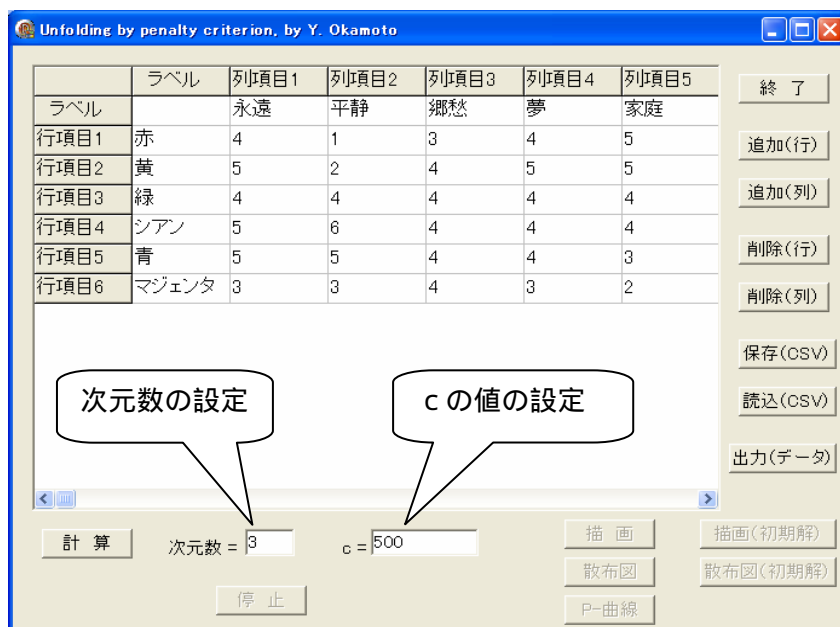 Unfolding by penalty criterion, by Y. Okamoto
ラベル 列項目1 列項目2 列項目3 列項目4 列項目5
ラベル 永遠 平静 郷愁 夢 家庭
行項目1 赤 4 1 3 4 5
行項目2 黄 5 2 4 5 5
行項目3 緑 4 4 4 4 4
行項目4 シアン 5 6 4 4 4
行項目5 青 5 5 4 4 3
行項目6 マジェンタ 3 3 4 3 2
終 了
追加(行)
追加(列)
削除(行)
削除(列)
保存(CSV)
読込(CSV)
出力(データ)
次元数の設定
cの値の設定
計 算 次元数 = 3 c = 500
描 画 描画(初期解)
散布図 散布図(初期解)
停 止
P-曲線